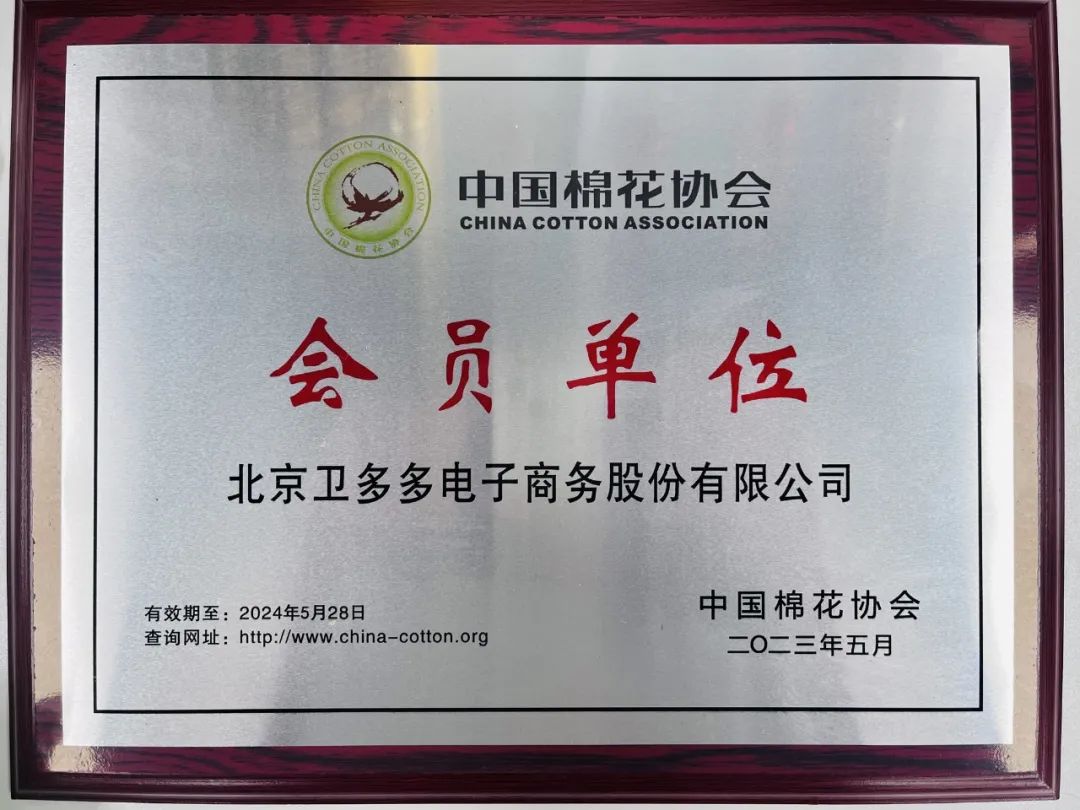 CHINA COTTON ASSOCIATION
中国棉花协会
中国棉花协会
CHINA COTTON ASSOCIATION
会员单位
北京卫多多电子商务股份有限公司
有效期至：2024年5月28日
查询网址：http://www.china-cotton.org
中国棉花协会
二〇二三年五月